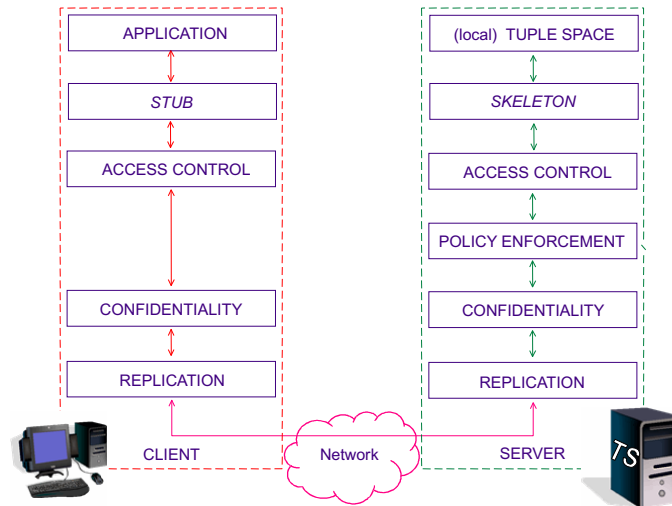 APPLICATION
STUB
ACCESS CONTROL
CONFIDENTIALITY
REPLICATION
CLIENT
(local) TUPLE SPACE
SKELETON
ACCESS CONTROL
POLICY ENFORCEMENT
CONFIDENTIALITY
REPLICATION
SERVER
Network
TS